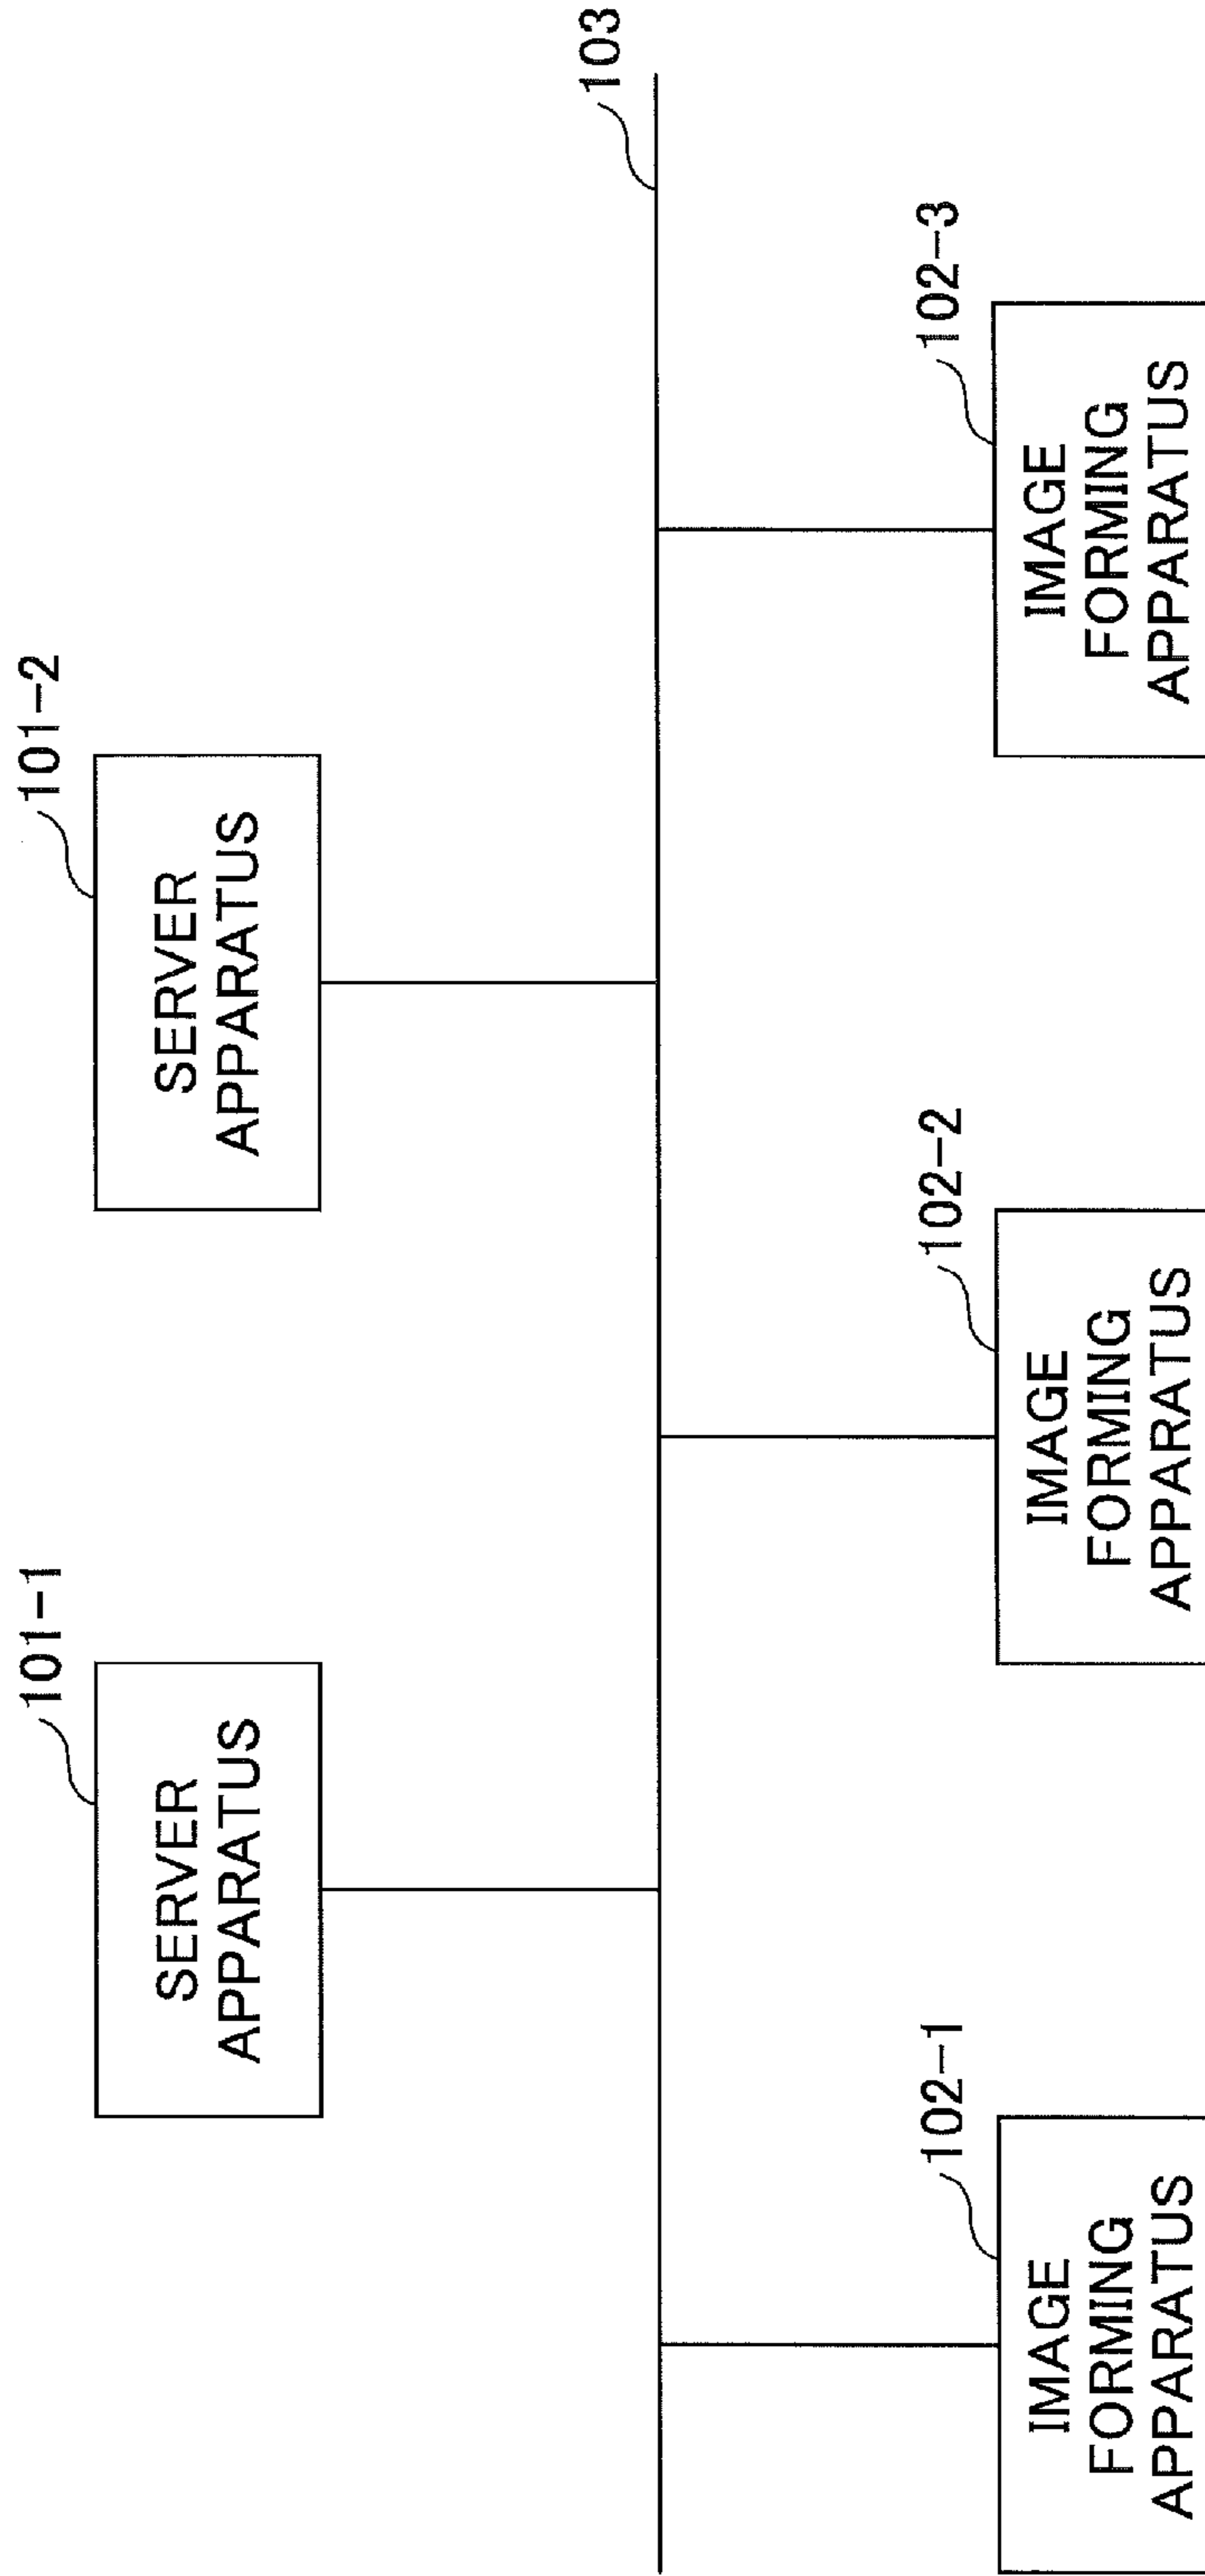 101-1
SERVER
APPARATUS
101-2
SERVER
APPARATUS
103
102-1
IMAGE
FORMING
APPARATUS
102-2
IMAGE
FORMING
APPARATUS
102-3
IMAGE
FORMING
APPARATUS